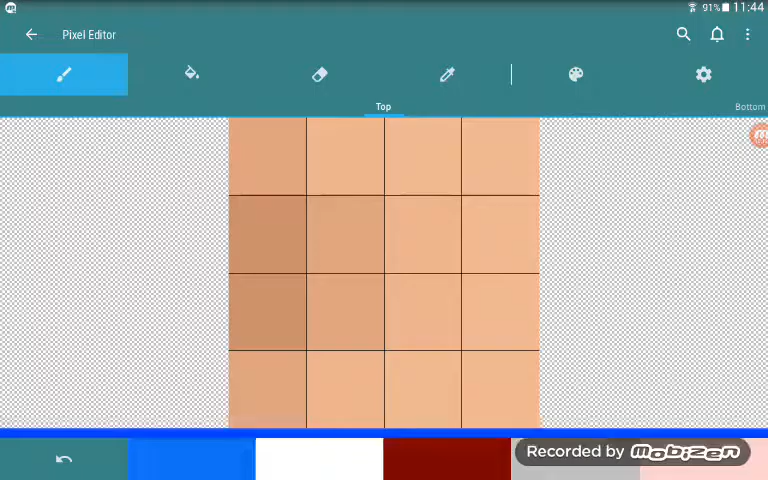 91% 11:44
Pixel Editor
Top
Bottom
Recorded by mobizen